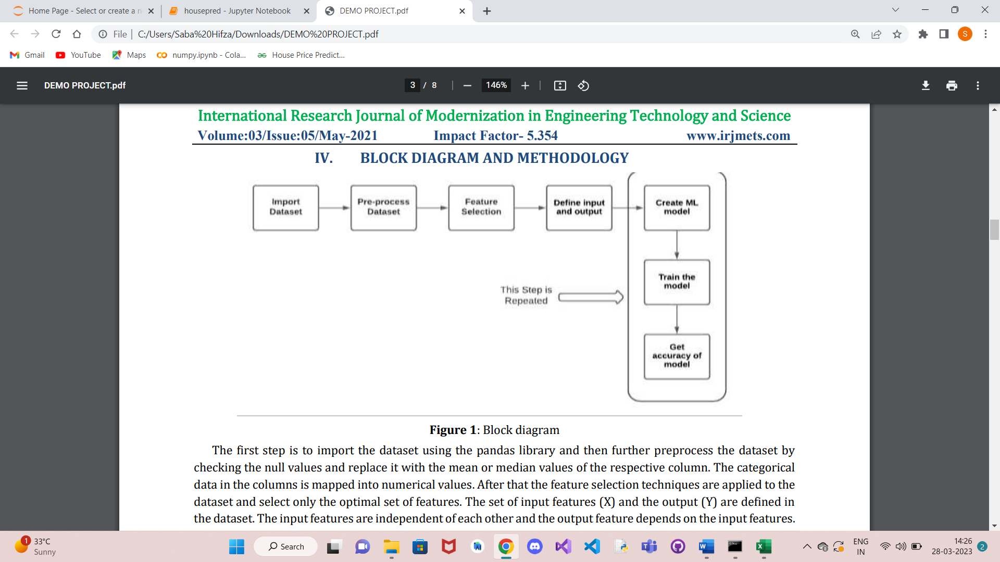 Home Page - Select or create a n
housepred - Jupyter Notebook
DEMO PROJECT.pdf
File
C:/Users/Saba%20Hifza/Downloads/DEMO%20PROJECT.pdf
S
Gmail
YouTube
Maps
numpy.ipynb - Cola...
House Price Predict...
DEMO PROJECT.pdf
3 / 8
146%
International Research Journal of Modernization in Engineering Technology and Science
Volume:03/Issue:05/May-2021 Impact Factor- 5.354 www.irjmets.com
IV. BLOCK DIAGRAM AND METHODOLOGY
Import
Dataset
Pre-process
Dataset
Feature
Selection
Define input
and output
Create ML
model
Train the
model
This Step is
Repeated
Get
accuracy of
model
Figure 1: Block diagram
The first step is to import the dataset using the pandas library and then further preprocess the dataset by
checking the null values and replace it with the mean or median values of the respective column. The categorical
data in the columns is mapped into numerical values. After that the feature selection techniques are applied to the
dataset and select only the optimal set of features. The set of input features (X) and the output (Y) are defined in
the dataset. The input features are independent of each other and the output feature depends on the input features.
1
33°C
Sunny
Search
ENG
IN
14:26
28-03-2023
2